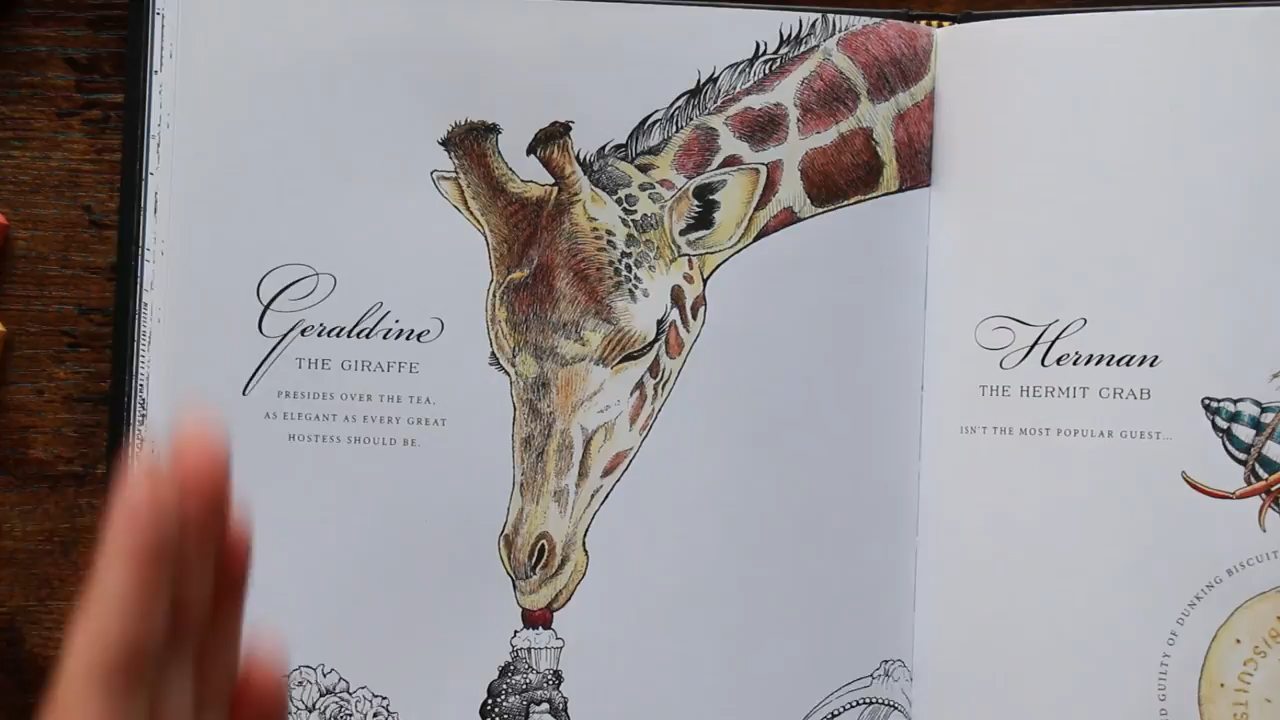 Geraldine
THE GIRAFFE
PRESIDES OVER THE TEA,
AS ELEGANT AS EVERY GREAT
HOSTESS SHOULD BE.
Herman
THE HERMIT CRAB
ISN'T THE MOST POPULAR GUEST...
GUILTY OF DUNKING BISCUIT
BISCUITS